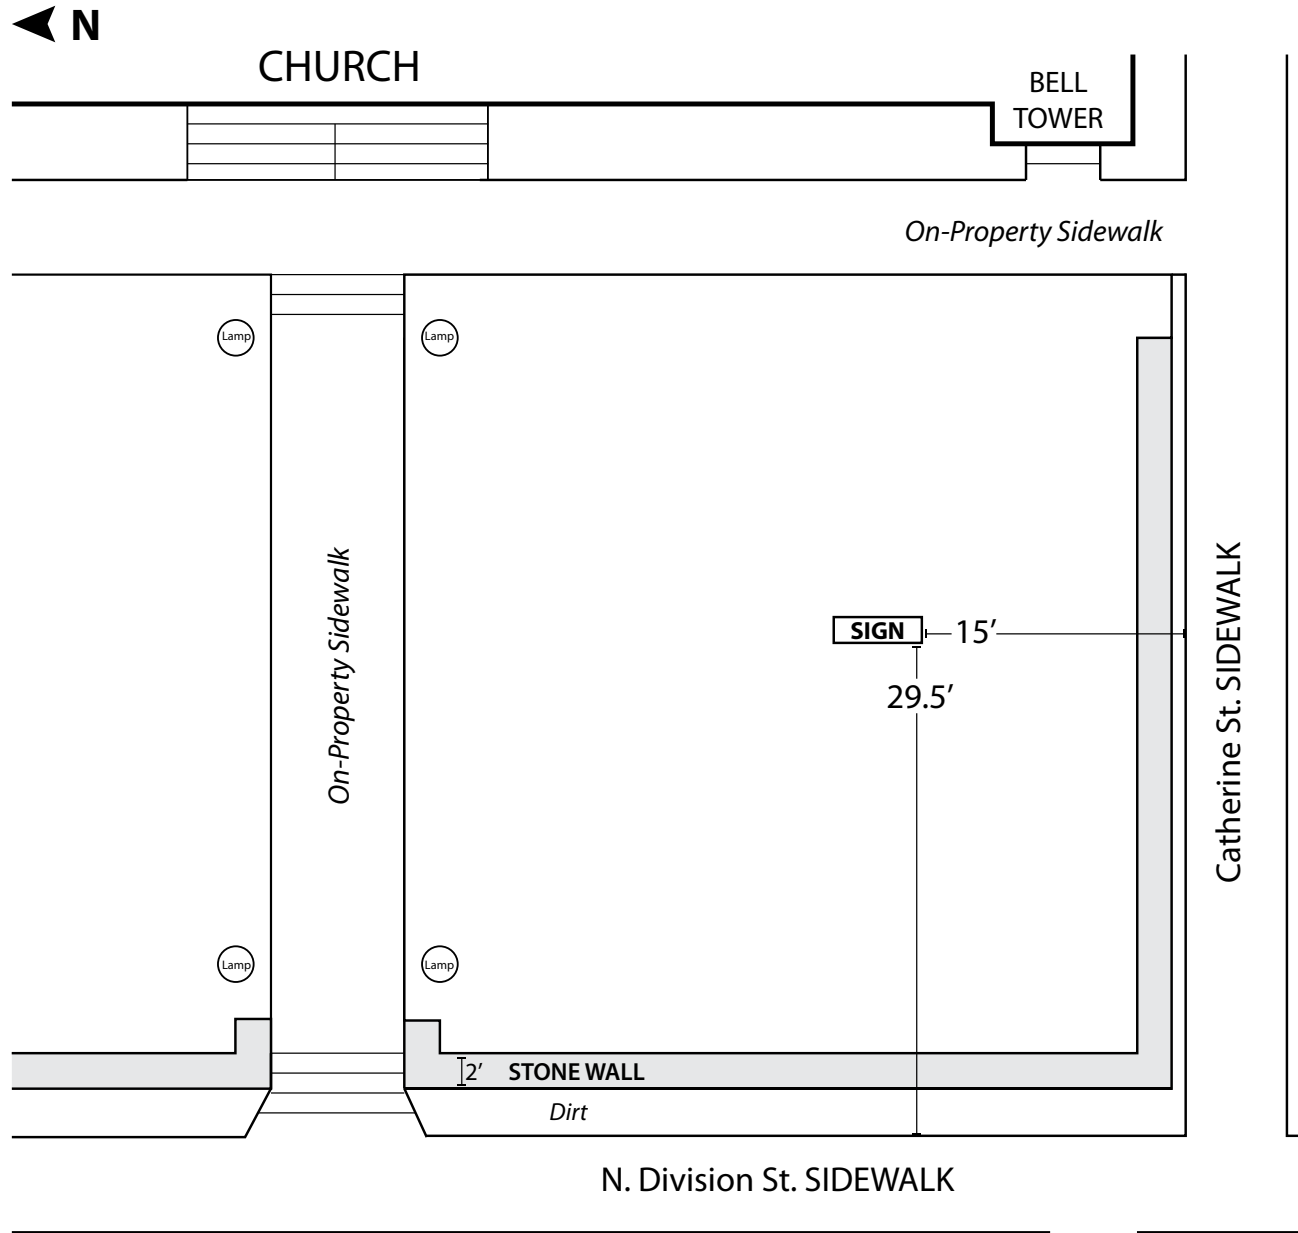 N
CHURCH
BELL
TOWER
On-Property Sidewalk
Lamp
Lamp
On-Property Sidewalk
SIGN
15’
29.5’
Catherine St. SIDEWALK
Lamp
Lamp
2’
STONE WALL
Dirt
N. Division St. SIDEWALK